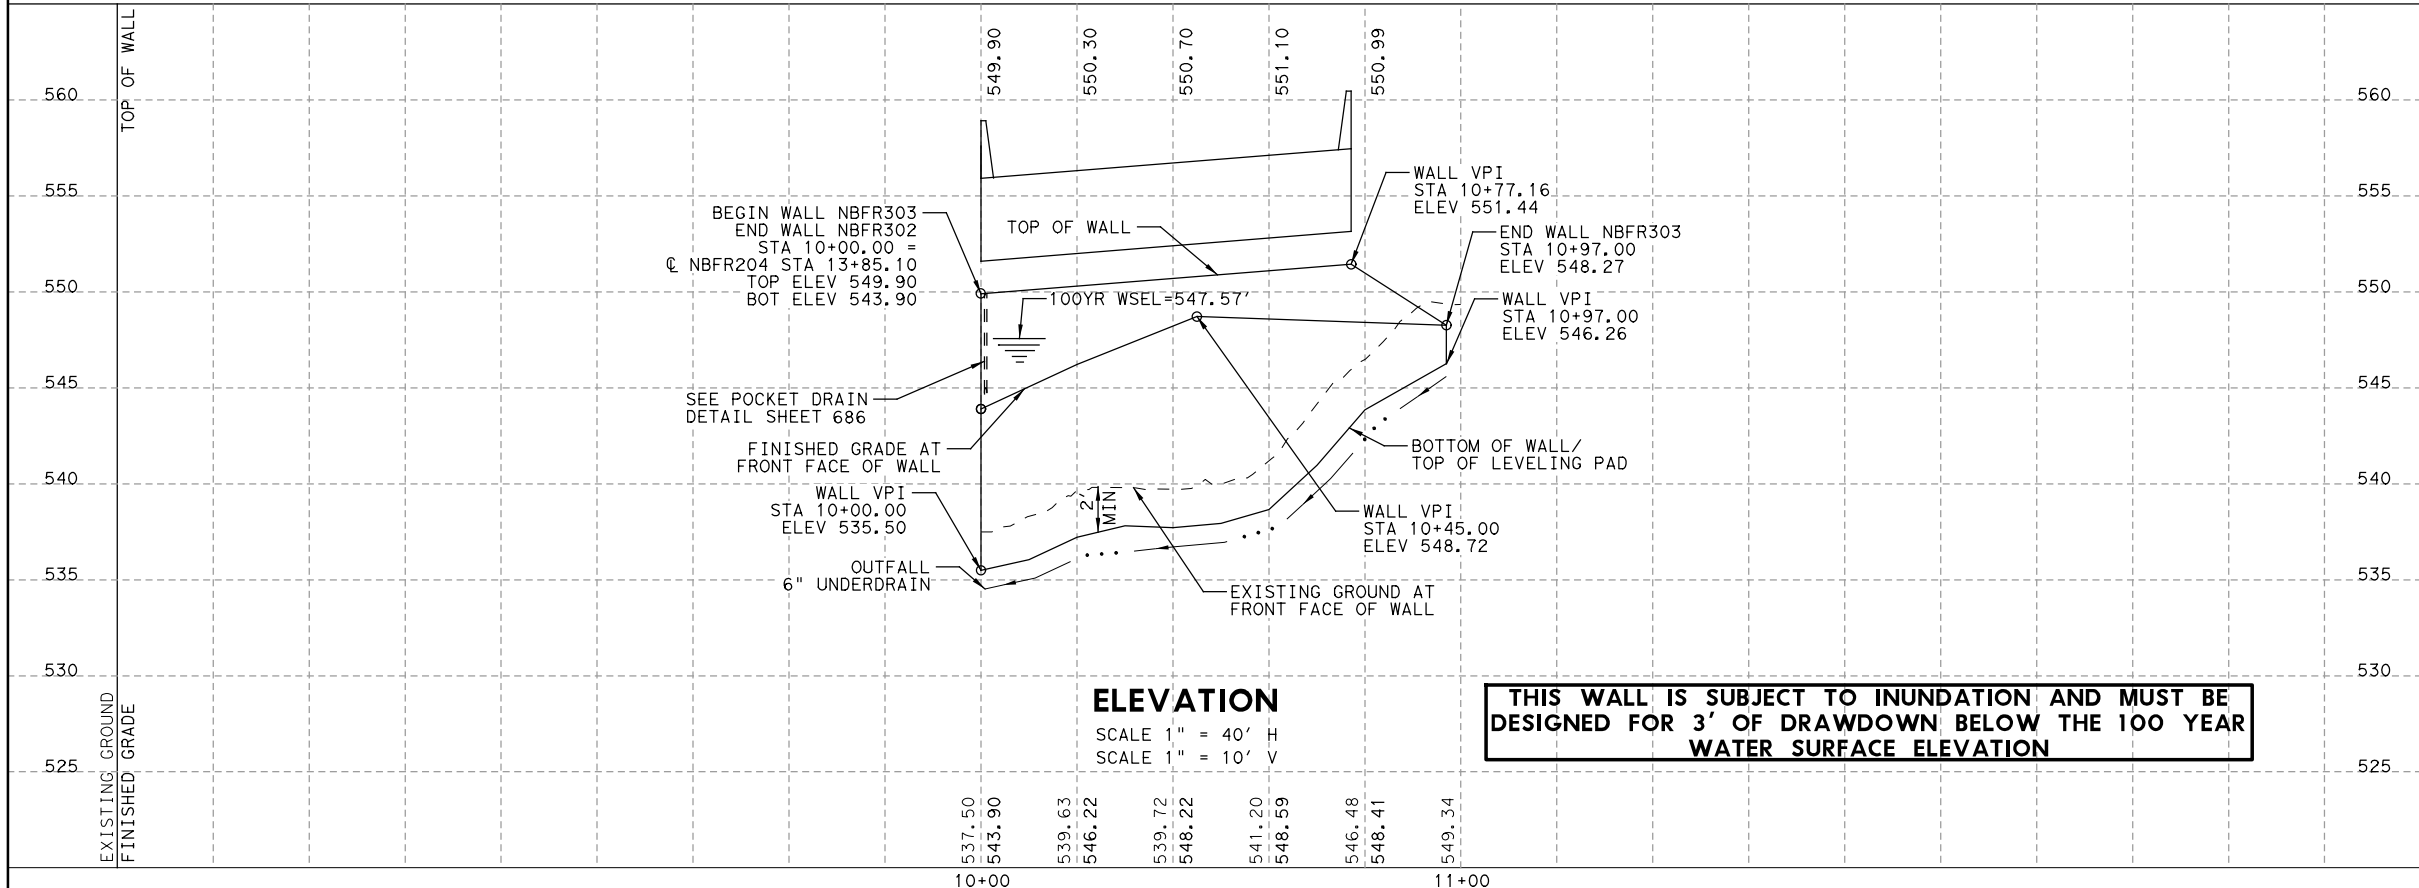 TOP OF WALL
549.90
550.30
550.70
551.10
550.99
560
560
555
555
550
550
545
545
540
540
535
535
530
530
525
525
BEGIN WALL NBFR303
END WALL NBFR302
STA 10+00.00 =
℄ NBFR204 STA 13+85.10
TOP ELEV 549.90
BOT ELEV 543.90
TOP OF WALL
WALL VPI
STA 10+77.16
ELEV 551.44
END WALL NBFR303
STA 10+97.00
ELEV 548.27
100YR WSEL=547.57'
WALL VPI
STA 10+97.00
ELEV 546.26
SEE POCKET DRAIN
DETAIL SHEET 686
FINISHED GRADE AT
FRONT FACE OF WALL
BOTTOM OF WALL/
TOP OF LEVELING PAD
WALL VPI
STA 10+00.00
ELEV 535.50
2'
MIN
WALL VPI
STA 10+45.00
ELEV 548.72
OUTFALL
6" UNDERDRAIN
EXISTING GROUND AT
FRONT FACE OF WALL
ELEVATION
SCALE 1" = 40' H
SCALE 1" = 10' V
THIS WALL IS SUBJECT TO INUNDATION AND MUST BE
DESIGNED FOR 3' OF DRAWDOWN BELOW THE 100 YEAR
WATER SURFACE ELEVATION
EXISTING GROUND
FINISHED GRADE
537.50
543.90
539.63
546.22
539.72
548.22
541.20
548.59
546.48
548.41
549.34
10+00
11+00